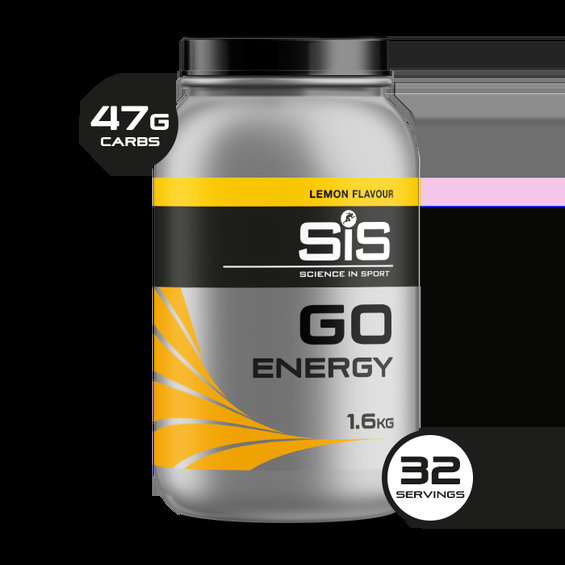 47G
CARBS
LEMON FLAVOUR
SiS
SCIENCE IN SPORT
GO
ENERGY
1.6KG
32
SERVINGS